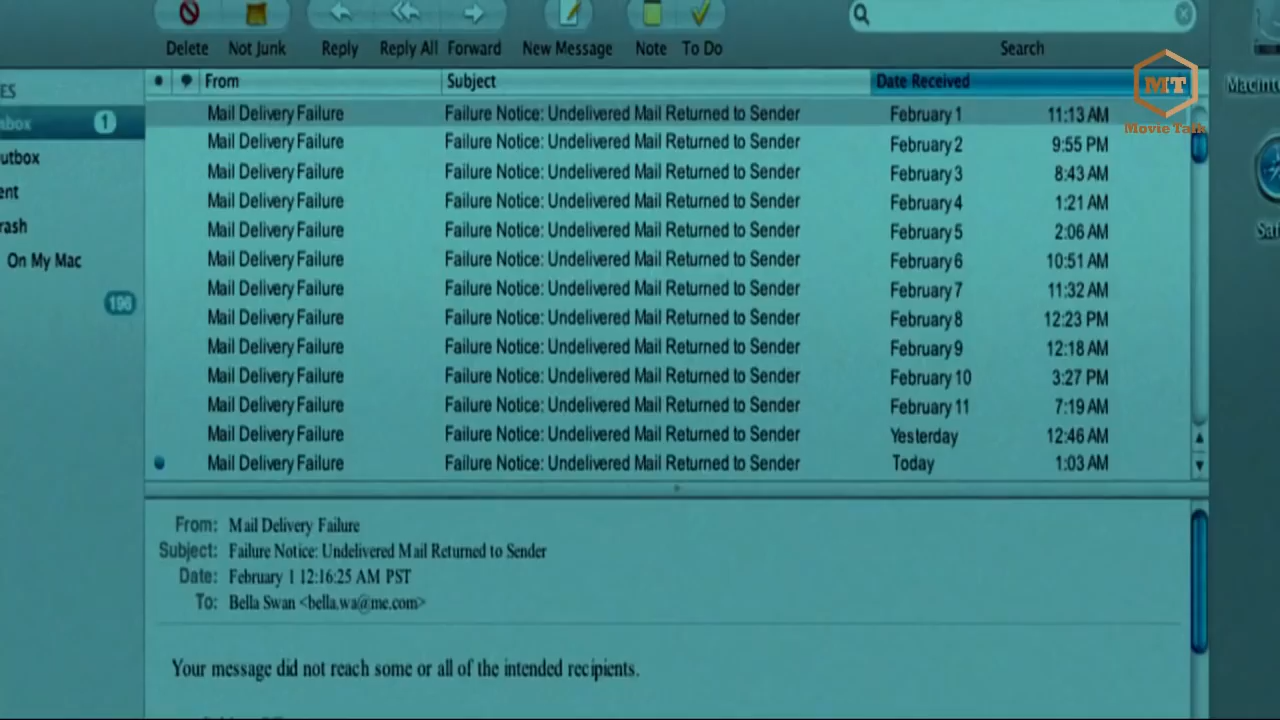 Delete Not Junk Reply Reply All Forward New Message Note To Do Search
ES
From Subject Date Received
MT
Movie Talk
Mail Delivery Failure Failure Notice: Undelivered Mail Returned to Sender February 1 11:13 AM
nbox 1
Mail Delivery Failure Failure Notice: Undelivered Mail Returned to Sender February 2 9:55 PM
utbox
Mail Delivery Failure Failure Notice: Undelivered Mail Returned to Sender February 3 8:43 AM
ent
Mail Delivery Failure Failure Notice: Undelivered Mail Returned to Sender February 4 1:21 AM
rash
Mail Delivery Failure Failure Notice: Undelivered Mail Returned to Sender February 5 2:06 AM
On My Mac
Mail Delivery Failure Failure Notice: Undelivered Mail Returned to Sender February 6 10:51 AM
Mail Delivery Failure Failure Notice: Undelivered Mail Returned to Sender February 7 11:32 AM
198
Mail Delivery Failure Failure Notice: Undelivered Mail Returned to Sender February 8 12:23 PM
Mail Delivery Failure Failure Notice: Undelivered Mail Returned to Sender February 9 12:18 AM
Mail Delivery Failure Failure Notice: Undelivered Mail Returned to Sender February 10 3:27 PM
Mail Delivery Failure Failure Notice: Undelivered Mail Returned to Sender February 11 7:19 AM
Mail Delivery Failure Failure Notice: Undelivered Mail Returned to Sender Yesterday 12:46 AM
Mail Delivery Failure Failure Notice: Undelivered Mail Returned to Sender Today 1:03 AM
From: Mail Delivery Failure
Subject: Failure Notice: Undelivered Mail Returned to Sender
Date: February 1 12:16:25 AM PST
To: Bella Swan <bella.wa@me.com>
Your message did not reach some or all of the intended recipients.
Macinto
Saf